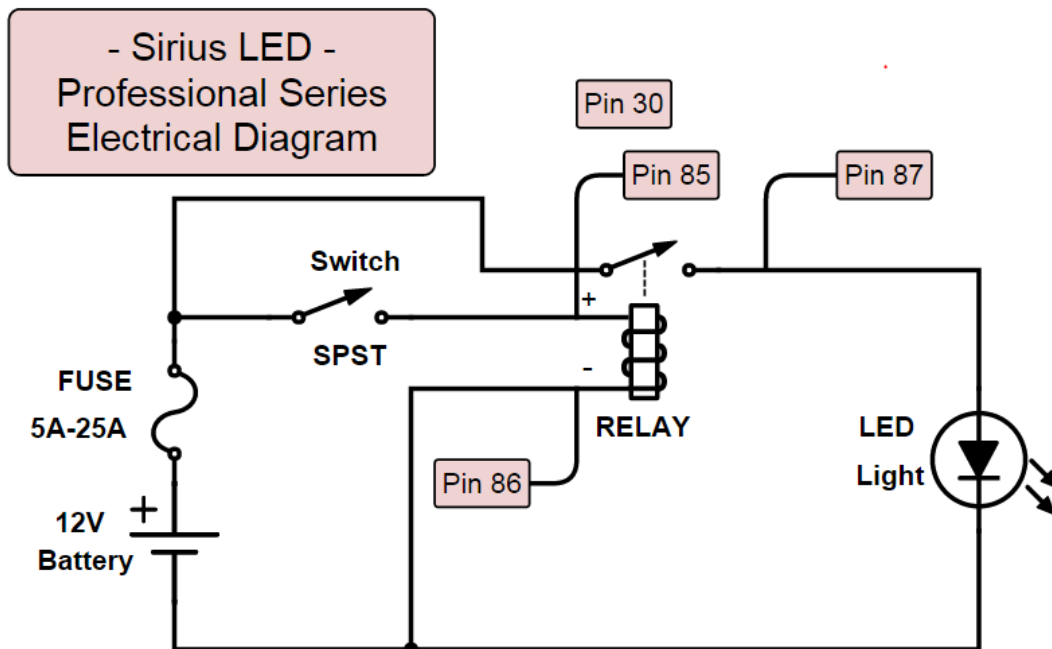 - Sirius LED -
Professional Series
Electrical Diagram
Pin 30
Pin 85
Pin 87
Switch
+
SPST
-
FUSE
5A-25A
RELAY
LED
Light
Pin 86
+
12V
Battery